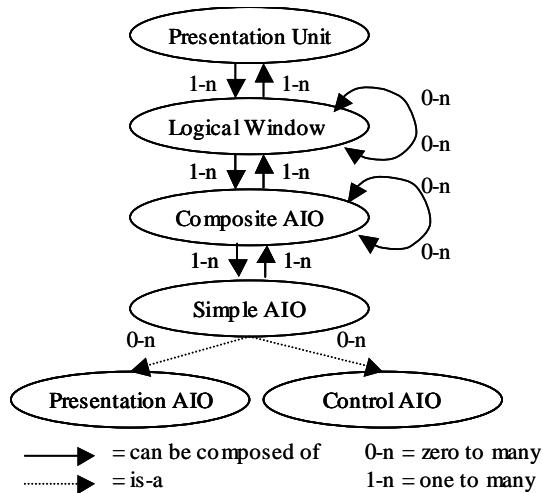 Presentation Unit
1-n 1-n
0-n
Logical Window
0-n
1-n 1-n
0-n
Composite AIO
0-n
1-n 1-n
Simple AIO
0-n 0-n
Presentation AIO Control AIO
= can be composed of 0-n = zero to many
= is-a 1-n = one to many